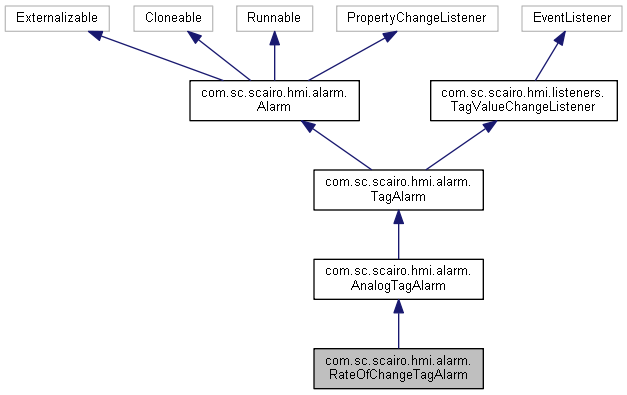 Externalizable
Cloneable
Runnable
PropertyChangeListener
EventListener
com.sc.scairo.hmi.alarm.
Alarm
com.sc.scairo.hmi.listeners.
TagValueChangeListener
com.sc.scairo.hmi.alarm.
TagAlarm
com.sc.scairo.hmi.alarm.
AnalogTagAlarm
com.sc.scairo.hmi.alarm.
RateOfChangeTagAlarm